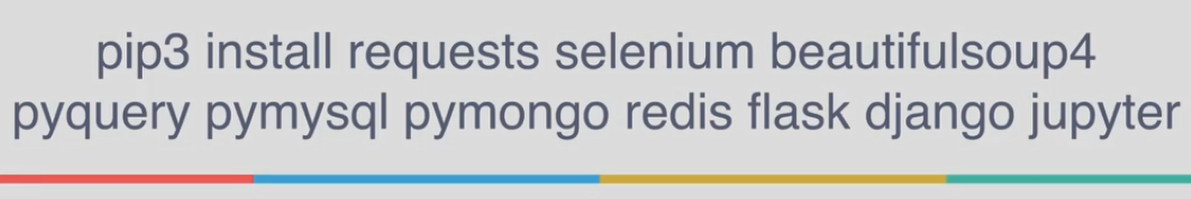 pip3 install requests selenium beautifulsoup4
pyquery pymysql pymongo redis flask django jupyter